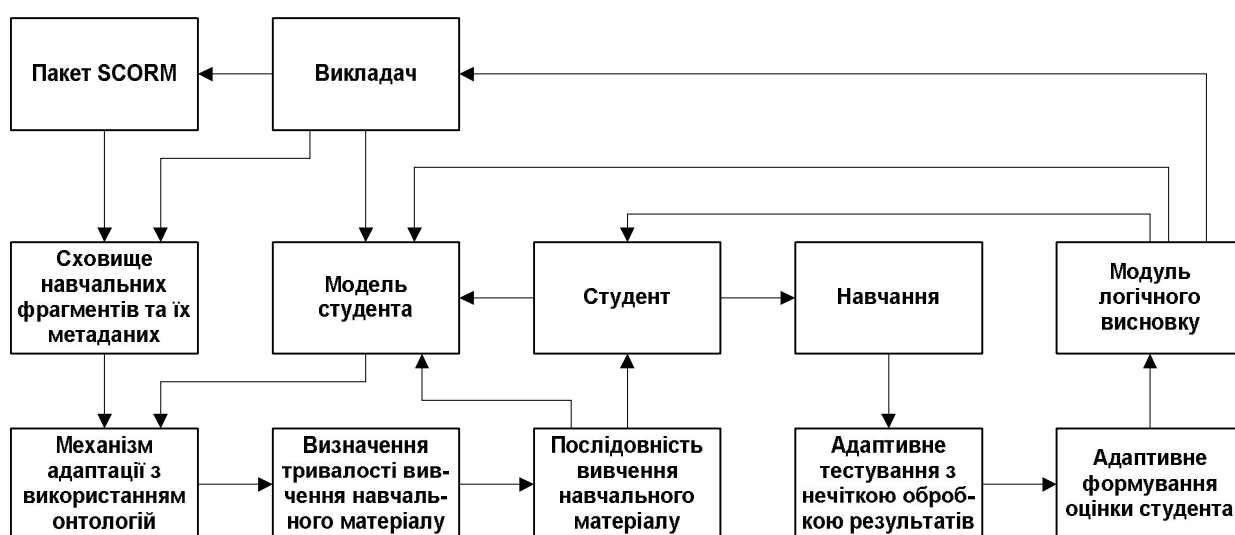 Пакет SCORM
Викладач
Сховище
навчальних
фрагментів та їх
метаданих
Модель
студента
Студент
Навчання
Модуль
логічного
висновку
Механізм
адаптації з
використанням
онтологій
Визначення
тривалості вив-
чення навчаль-
ного матеріалу
Послідовність
вивчення
навчального
матеріалу
Адаптивне
тестування з
нечіткою оброб-
кою результатів
Адаптивне
формування
оцінки студента